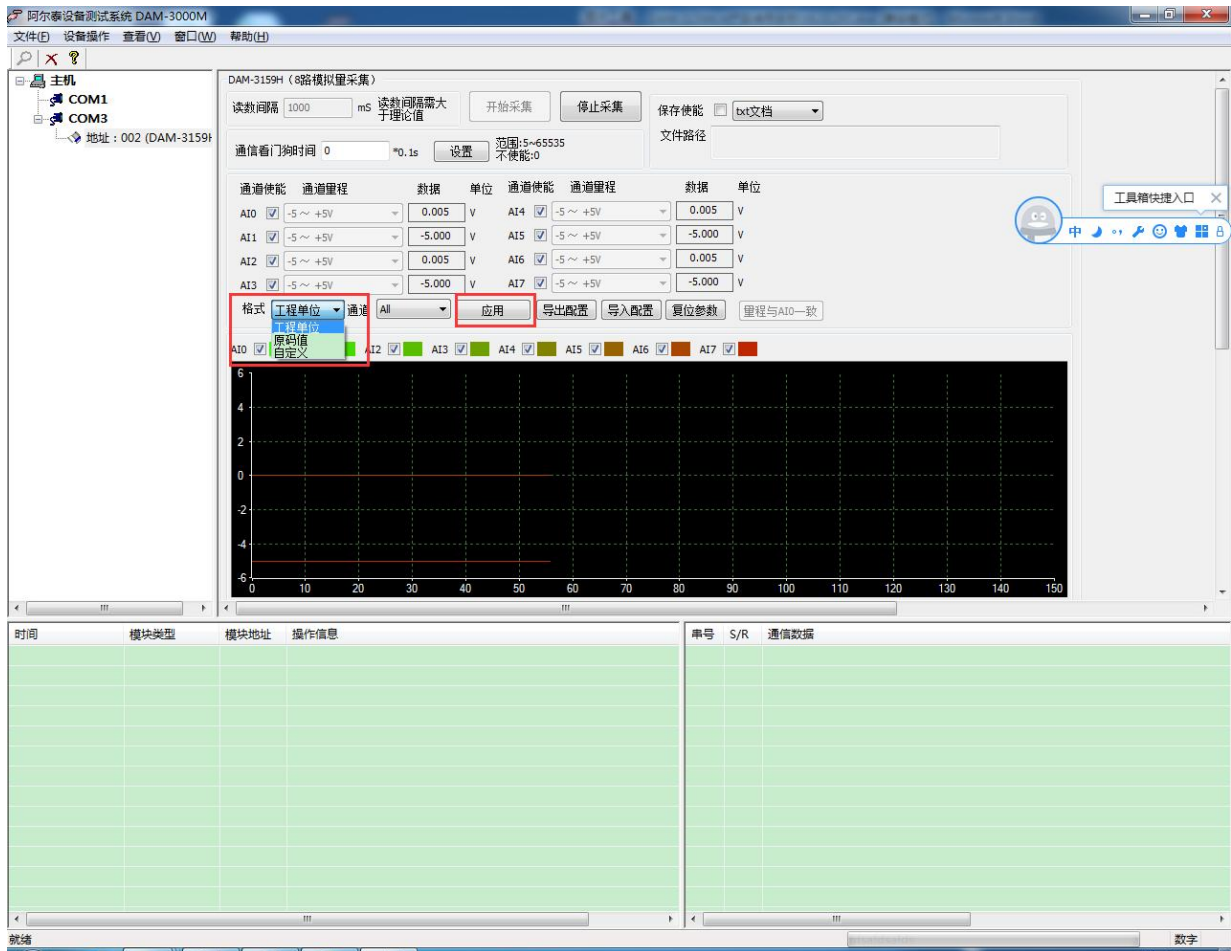 阿尔泰设备测试系统 DAM-3000M
文件(F) 设备操作 查看(V) 窗口(W) 帮助(H)
主机
COM1
COM3
地址：002 (DAM-3159H
DAM-3159H（8路模拟量采集）
读数间隔 1000 mS 读数间隔需大于理论值 开始采集 停止采集
保存使能 txt文档
文件路径
通信看门狗时间 0 *0.1s 设置 范围:5~65535 不使能:0
通道使能 通道里程 数据 单位 通道使能 通道里程 数据 单位
AI0 -5～ +5V 0.005 V AI4 -5～ +5V 0.005 V
AI1 -5～ +5V -5.000 V AI5 -5～ +5V -5.000 V
AI2 -5～ +5V 0.005 V AI6 -5～ +5V 0.005 V
AI3 -5～ +5V -5.000 V AI7 -5～ +5V -5.000 V
工具箱快捷入口
中
格式 工程单位 通道 All 应用 导出配置 导入配置 复位参数 里程与AI0一致
工程单位
原码值
自定义
AI0 AI2 AI3 AI4 AI5 AI6 AI7
6
4
2
0
-2
-4
-6
0 10 20 30 40 50 60 70 80 90 100 110 120 130 140 150
时间 模块类型 模块地址 操作信息
串号 S/R 通信数据
就绪
数字